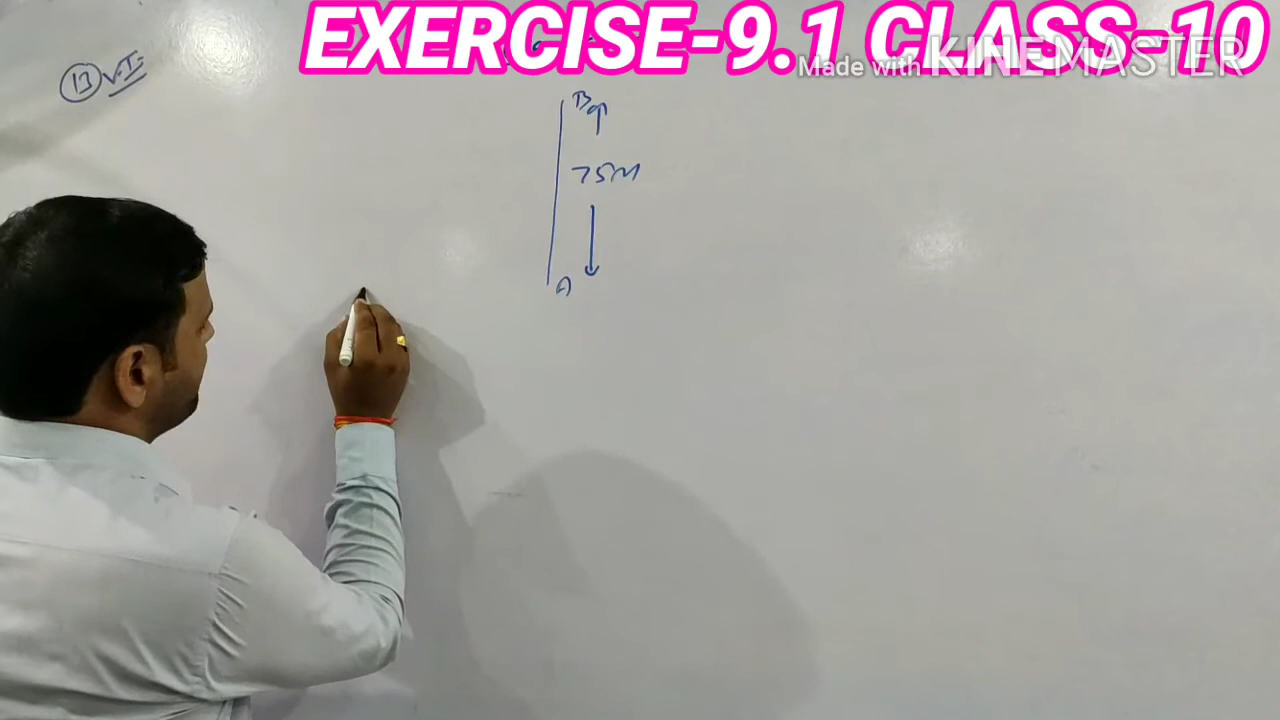 EXERCISE-9.1 CLASS-10
Made with KINEMASTER
13 V.I
B
75M
A